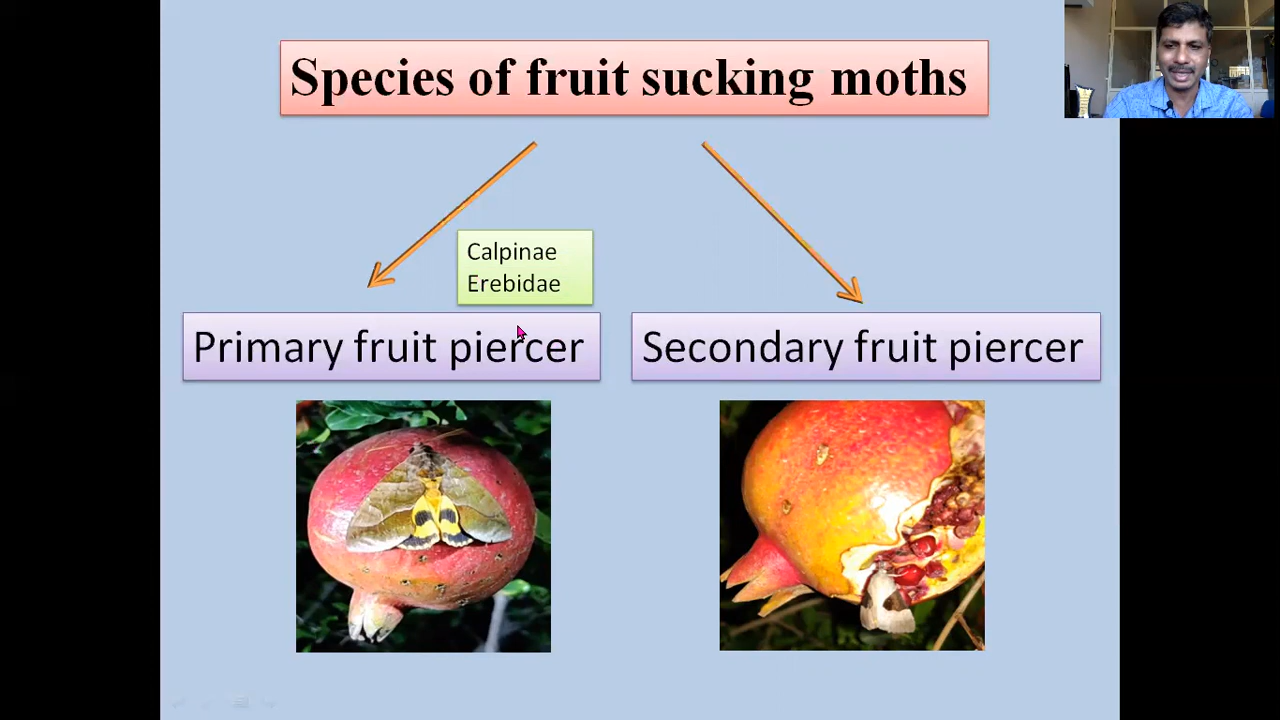 Species of fruit sucking moths
Calpinae
Erebidae
Primary fruit piercer
Secondary fruit piercer